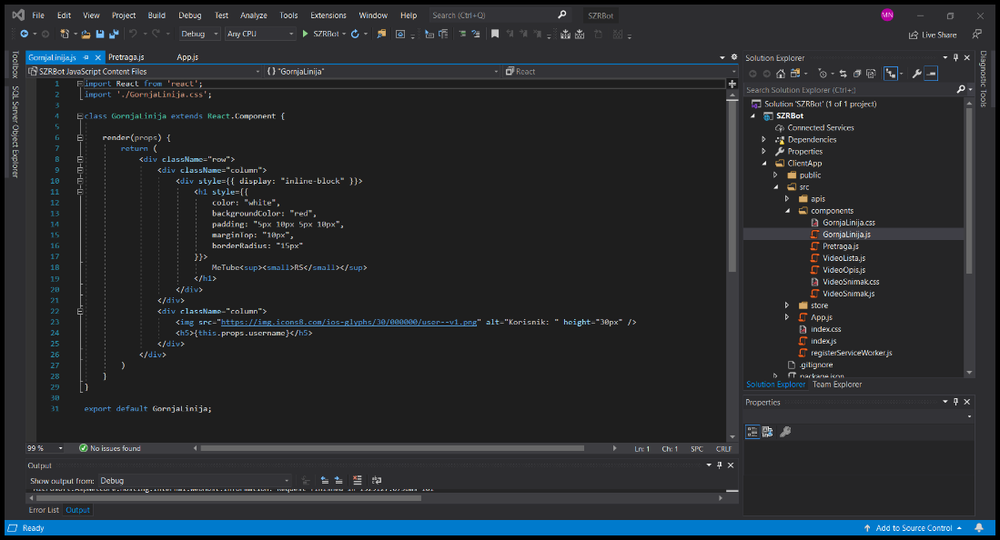 File Edit View Project Build Debug Test Analyze Tools Extensions Window Help Search (Ctrl+Q) SZRBot MN
Debug Any CPU SZRBot Live Share
Toolbox
SQL Server Object Explorer
GornjaLinija.js Pretraga.js App.js
SZRBot JavaScript Content Files {} "GornjaLinija" React
1 import React from 'react';
2 import './GornjaLinija.css';
3
4 class GornjaLinija extends React.Component {
5
6 render(props) {
7 return (
8 <div className="row">
9 <div className="column">
10 <div style={{ display: "inline-block" }}>
11 <h1 style={{
12 color: "white",
13 backgroundColor: "red",
14 padding: "5px 10px 5px 10px",
15 marginTop: "10px",
16 borderRadius: "15px"
17 }}>
18 MeTube<sup><small>RS</small></sup>
19 </h1>
20 </div>
21 </div>
22 <div className="column">
23 <img src="https://img.icons8.com/ios-glyphs/30/000000/user--v1.png" alt="Korisnik: " height="30px" />
24 <h5>{this.props.username}</h5>
25 </div>
26 </div>
27 )
28 }
29 }
30
31 export default GornjaLinija;
99 % No issues found Ln: 1 Ch: 1 SPC CRLF
Output
Show output from: Debug
Error List Output
Solution Explorer
Search Solution Explorer (Ctrl+;)
Solution 'SZRBot' (1 of 1 project)
SZRBot
Connected Services
Dependencies
Properties
ClientApp
public
src
apis
components
GornjaLinija.css
GornjaLinija.js
Pretraga.js
VideoLista.js
VideoOpis.js
VideoSnimak.css
VideoSnimak.js
store
App.js
index.css
index.js
registerServiceWorker.js
.gitignore
package.json
Solution Explorer Team Explorer
Properties
Diagnostic Tools
Ready Add to Source Control